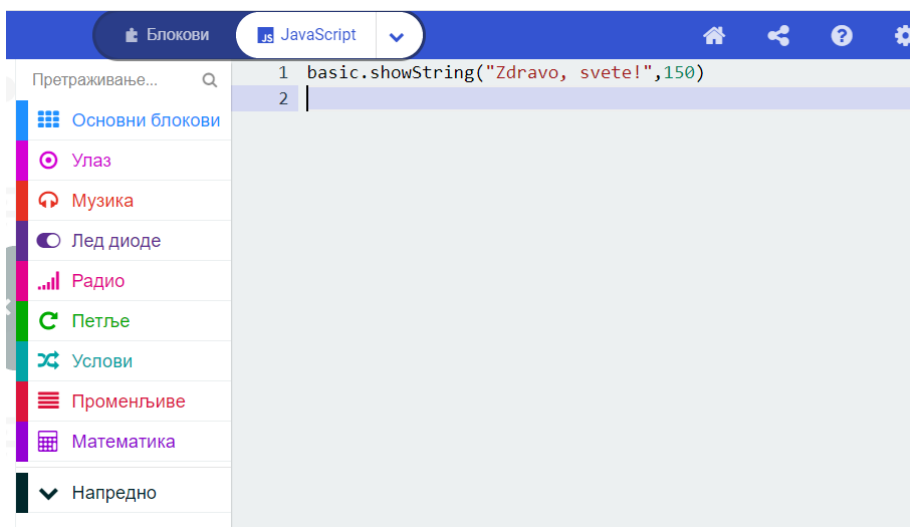 Блокови
JS JavaScript
Претраживање...
Основни блокови
Улаз
Музика
Лед диоде
Радио
Петље
Услови
Променљиве
Математика
Напредно
1 basic.showString("Zdravo, svete!",150)
2